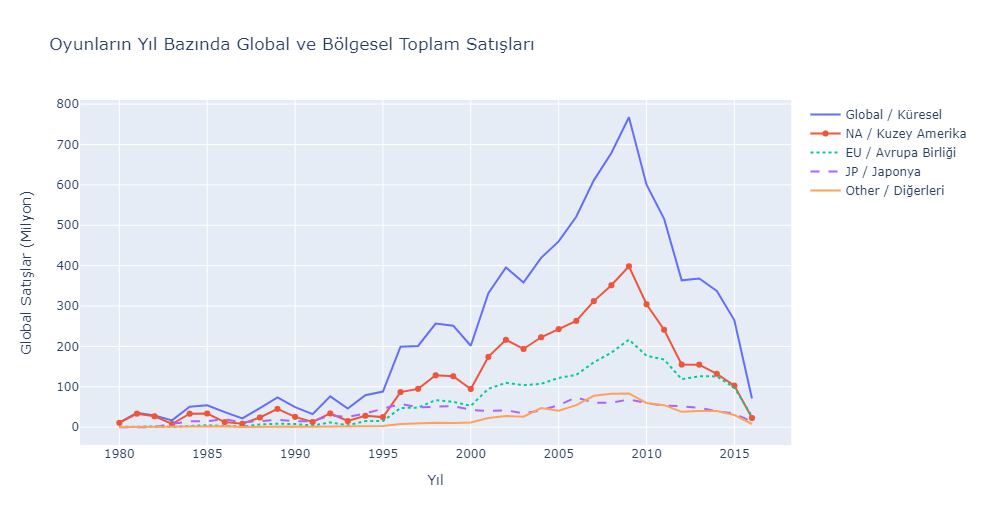 Oyunların Yıl Bazında Global ve Bölgesel Toplam Satışları
Global Satışlar (Milyon)
800
700
600
500
400
300
200
100
0
1980 1985 1990 1995 2000 2005 2010 2015
Yıl
Global / Küresel
NA / Kuzey Amerika
EU / Avrupa Birliği
JP / Japonya
Other / Diğerleri